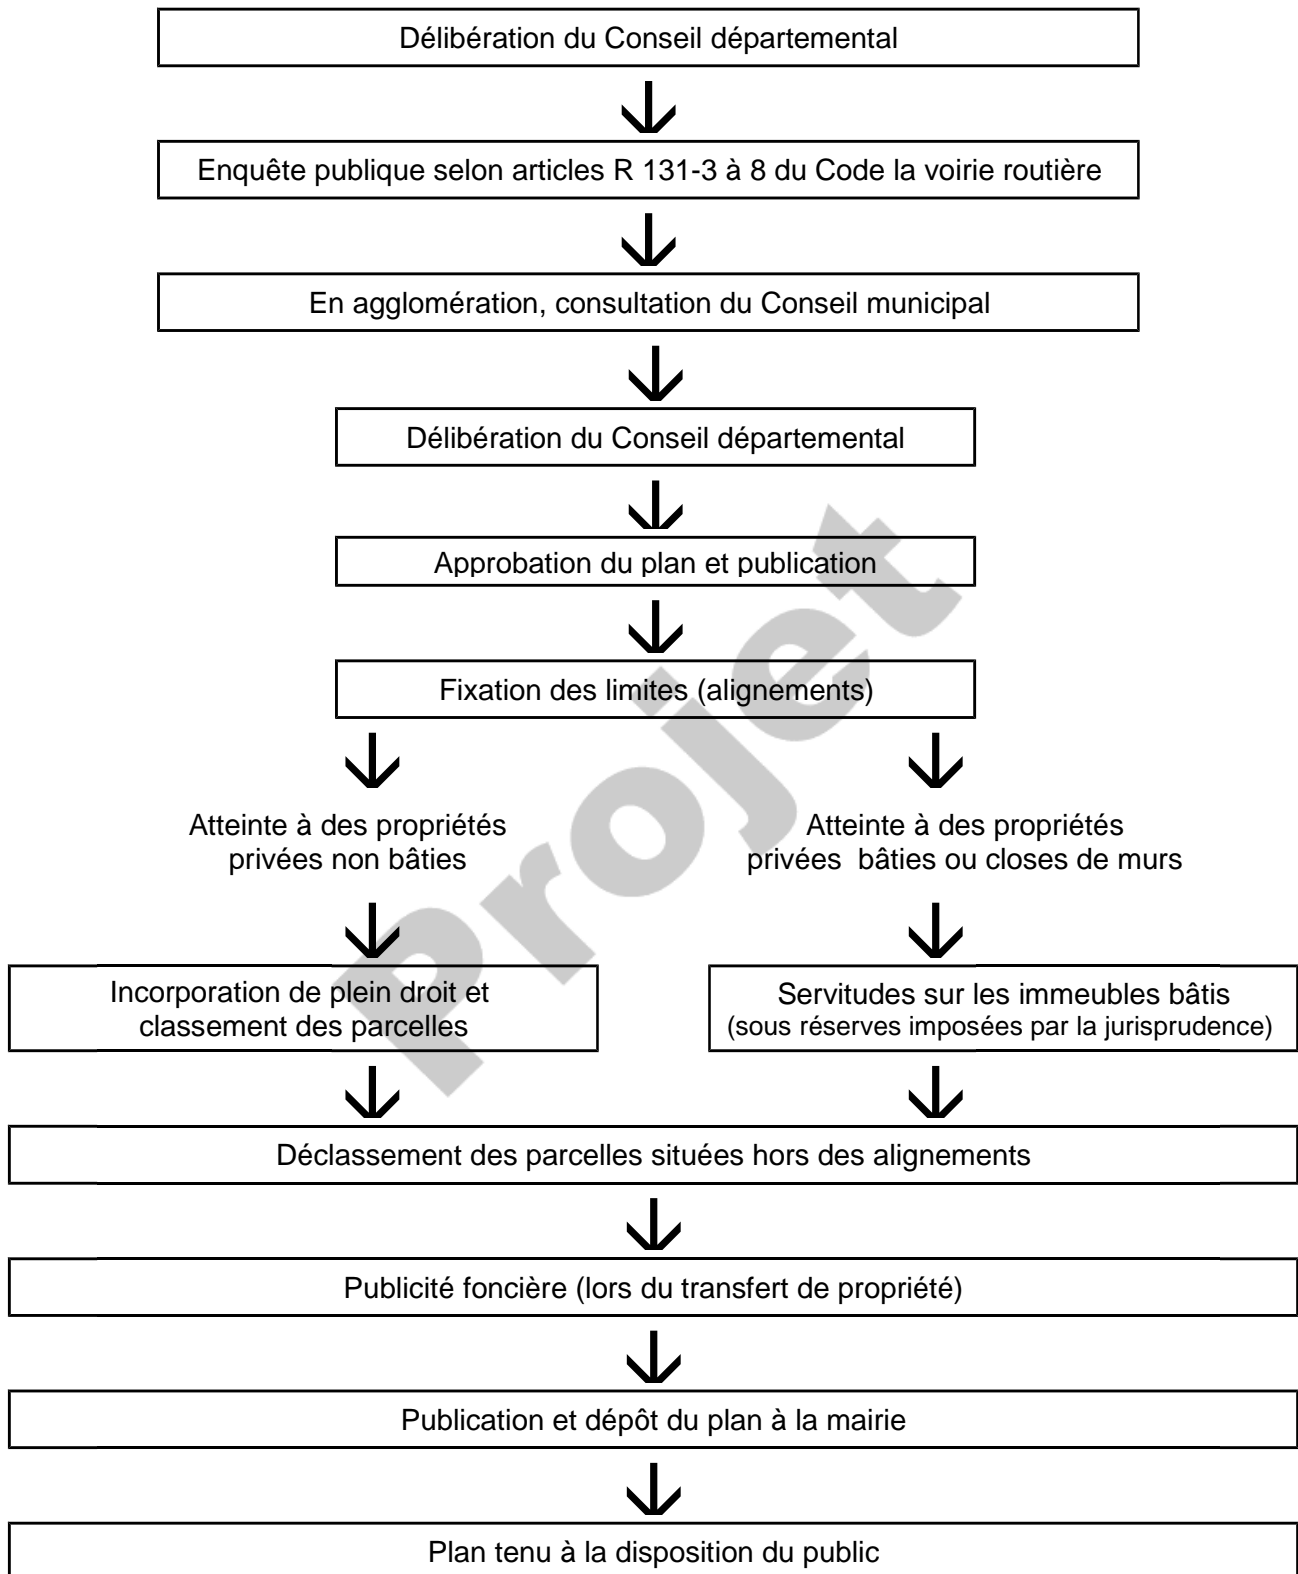 Délibération du Conseil départemental
Enquête publique selon articles R 131-3 à 8 du Code la voirie routière
En agglomération, consultation du Conseil municipal
Délibération du Conseil départemental
Approbation du plan et publication
Fixation des limites (alignements)
Atteinte à des propriétés
privées non bâties
Atteinte à des propriétés
privées bâties ou closes de murs
Incorporation de plein droit et
classement des parcelles
Servitudes sur les immeubles bâtis
(sous réserves imposées par la jurisprudence)
Déclassement des parcelles situées hors des alignements
Publicité foncière (lors du transfert de propriété)
Publication et dépôt du plan à la mairie
Plan tenu à la disposition du public
Projet